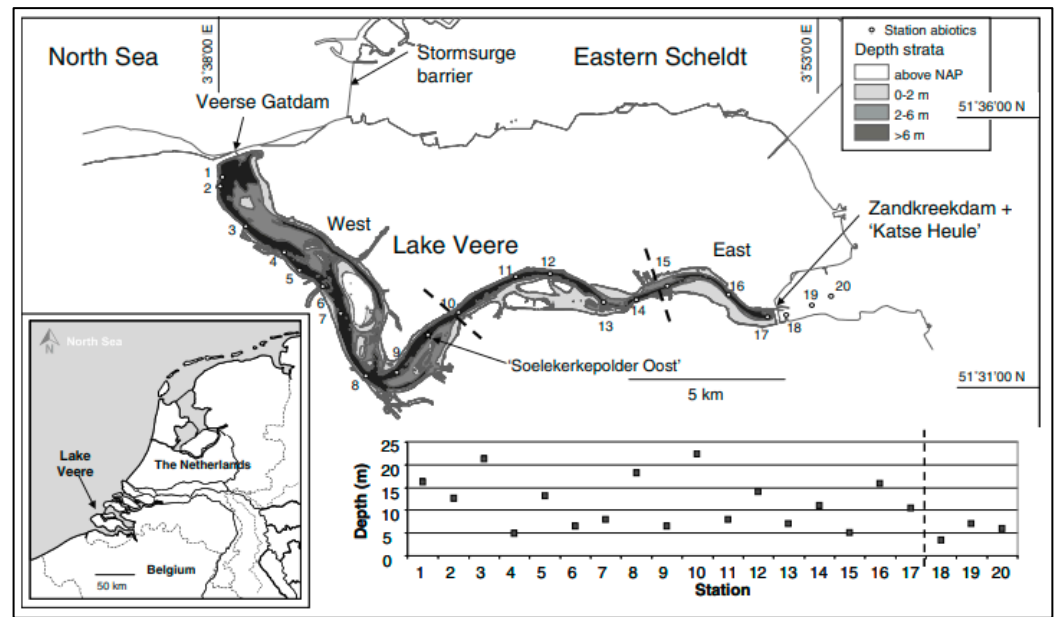 North Sea
3°38'00 E
Stormsurge
barrier
Eastern Scheldt
3°53'00 E
Station abiotics
Depth strata
above NAP
0-2 m
2-6 m
>6 m
51°36'00 N
Veerse Gatdam
1
2
3
4
5
6
7
8
9
10
11
12
13
14
15
16
17
18
19
20
West
Lake Veere
East
Zandkreekdam +
'Katse Heule'
'Soelekerkepolder Oost'
5 km
51°31'00 N
N
North Sea
Lake
Veere
The Netherlands
Belgium
50 km
Depth (m)
25
20
15
10
5
0
1 2 3 4 5 6 7 8 9 10 11 12 13 14 15 16 17 18 19 20
Station